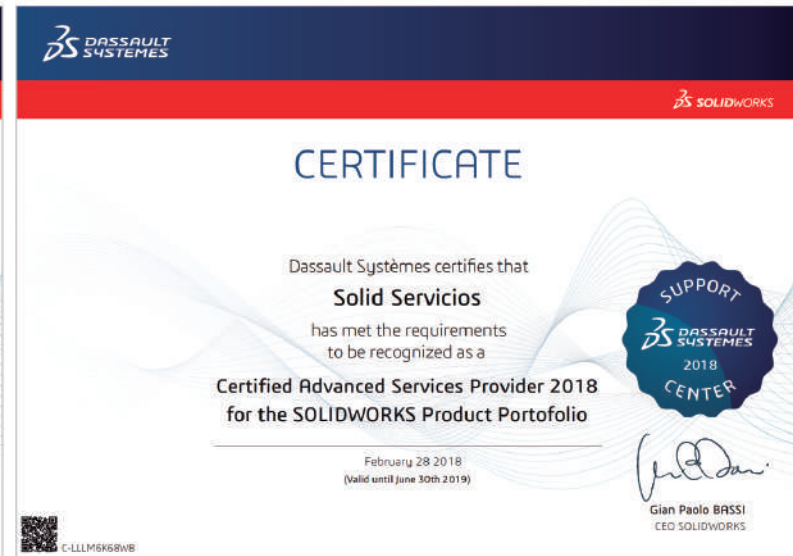 DASSAULT
SYSTEMES
SOLIDWORKS
CERTIFICATE
Dassault Systèmes certifies that
Solid Servicios
has met the requirements
to be recognized as a
Certified Advanced Services Provider 2018
for the SOLIDWORKS Product Portofolio
SUPPORT
DASSAULT
SYSTEMES
2018
CENTER
February 28 2018
(Valid until June 30th 2019)
Gian Paolo BASSI
CEO SOLIDWORKS
C-LLLM6K68WB